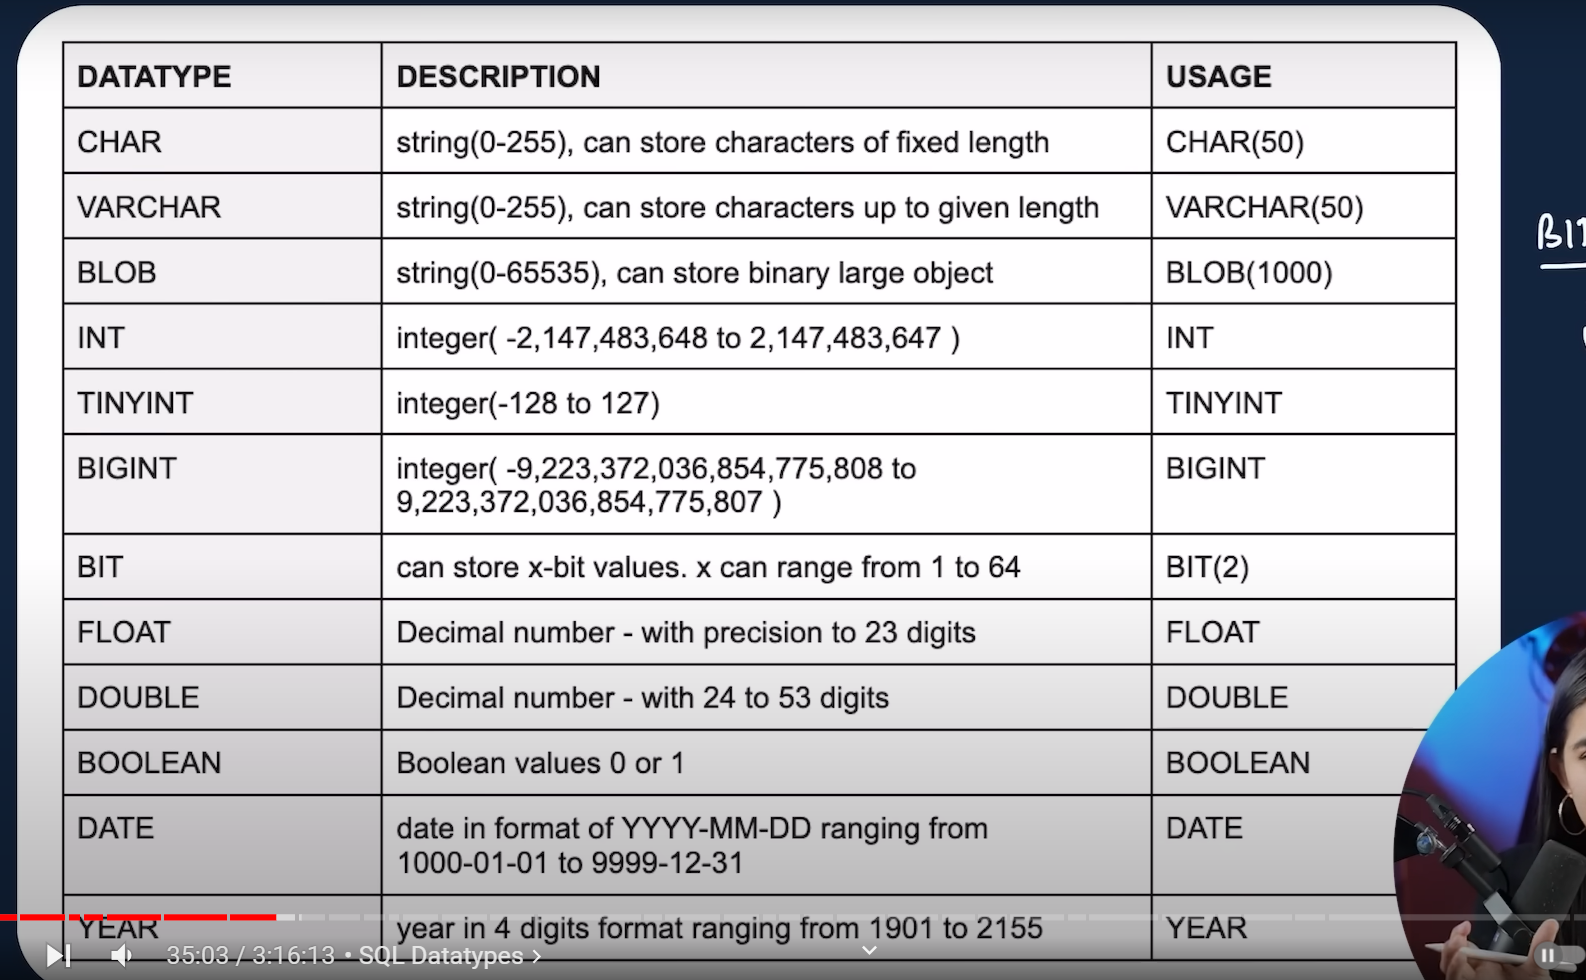 DATATYPE DESCRIPTION USAGE
CHAR string(0-255), can store characters of fixed length CHAR(50)
VARCHAR string(0-255), can store characters up to given length VARCHAR(50)
BLOB string(0-65535), can store binary large object BLOB(1000)
INT integer( -2,147,483,648 to 2,147,483,647 ) INT
TINYINT integer(-128 to 127) TINYINT
BIGINT integer( -9,223,372,036,854,775,808 to BIGINT
9,223,372,036,854,775,807 )
BIT can store x-bit values. x can range from 1 to 64 BIT(2)
FLOAT Decimal number - with precision to 23 digits FLOAT
DOUBLE Decimal number - with 24 to 53 digits DOUBLE
BOOLEAN Boolean values 0 or 1 BOOLEAN
DATE date in format of YYYY-MM-DD ranging from DATE
1000-01-01 to 9999-12-31
YEAR year in 4 digits format ranging from 1901 to 2155 YEAR
35:03 / 3:16:13 • SQL Datatypes >